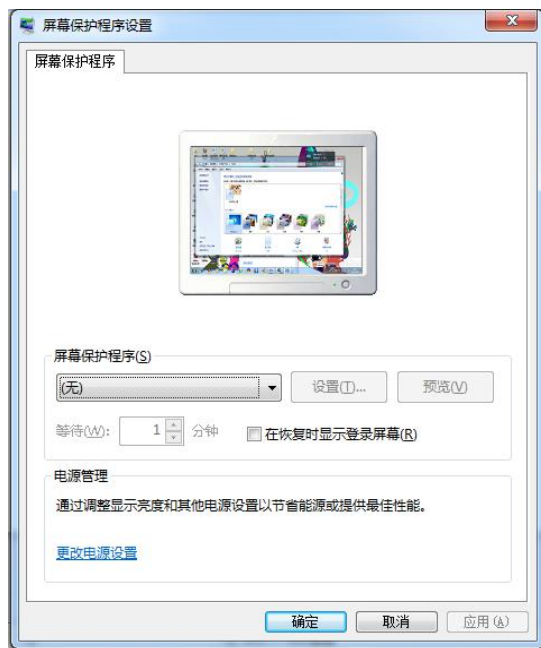 屏幕保护程序设置
屏幕保护程序
屏幕保护程序(S)
(无)
设置(T)...
预览(V)
等待(W):
1
分钟
在恢复时显示登录屏幕(R)
电源管理
通过调整显示亮度和其他电源设置以节省能源或提供最佳性能。
更改电源设置
确定
取消
应用(A)